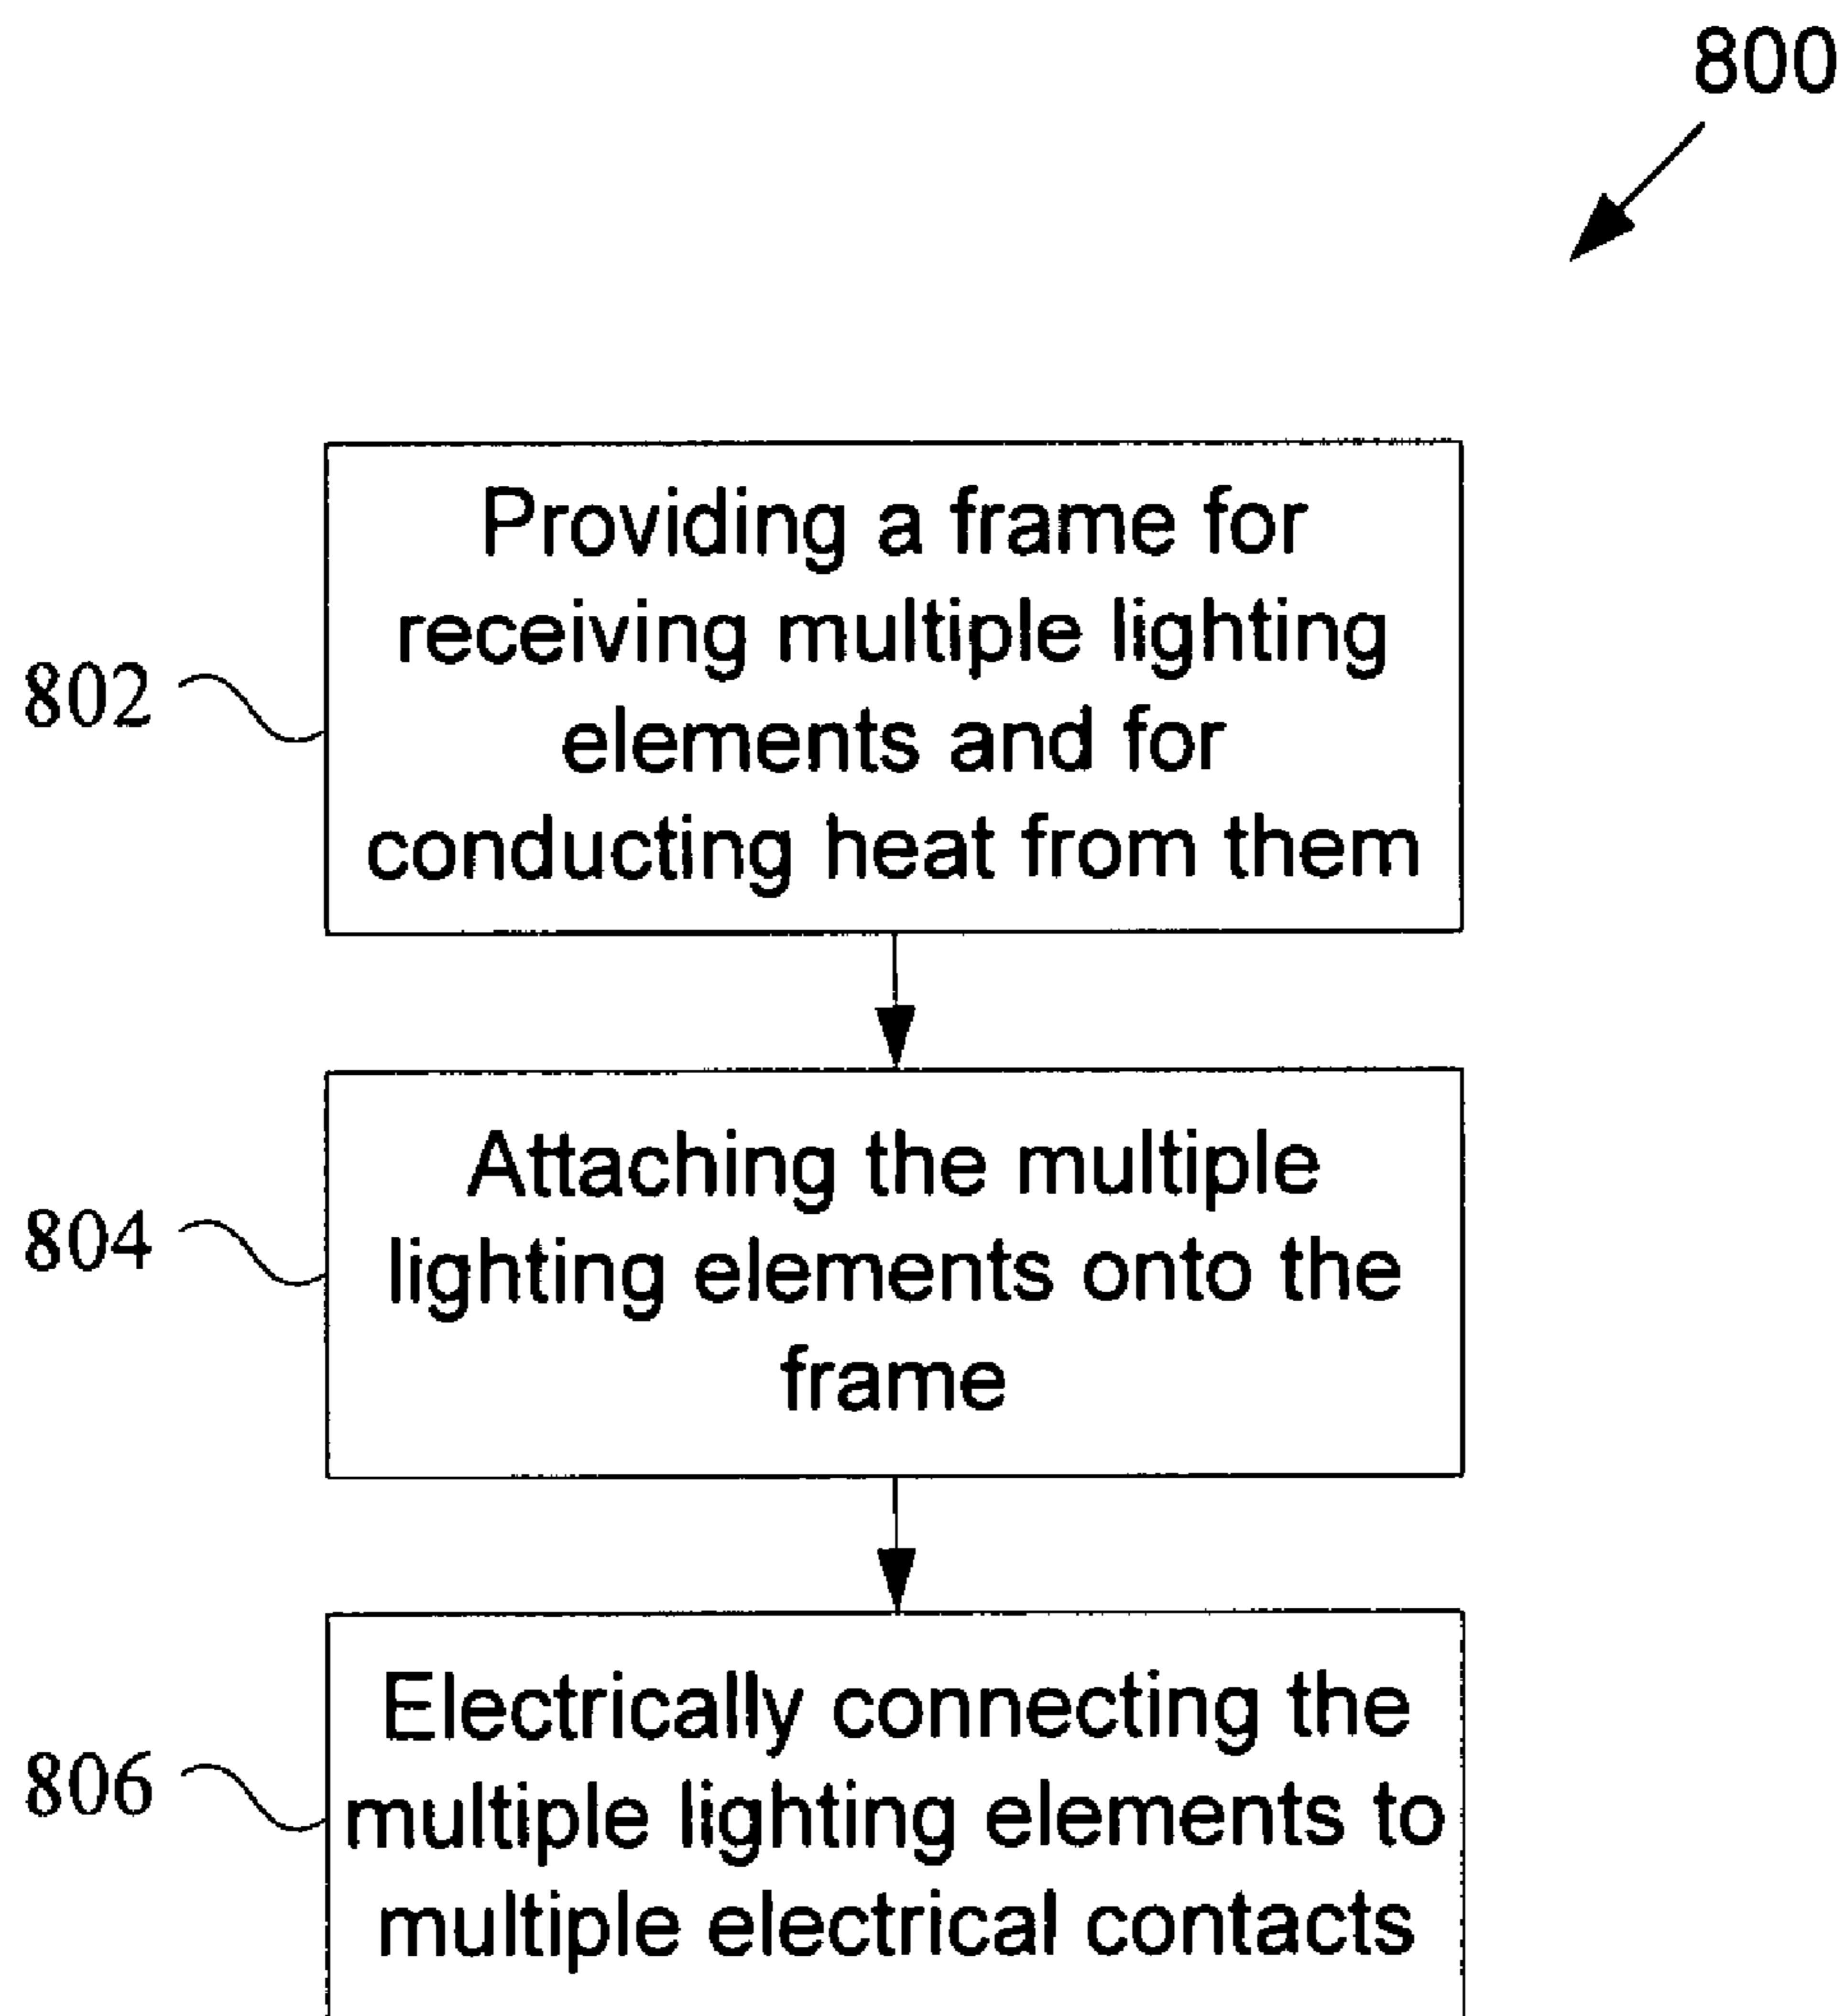 800
Providing a frame for
receiving multiple lighting
elements and for
conducting heat from them
802
Attaching the multiple
lighting elements onto the
frame
804
Electrically connecting the
multiple lighting elements to
multiple electrical contacts
806